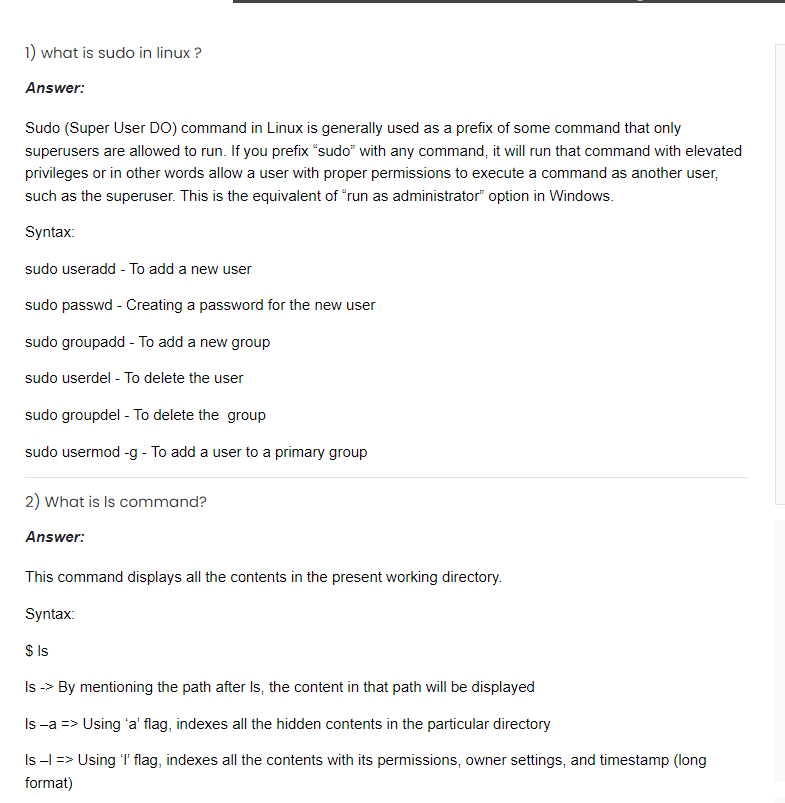 1) what is sudo in linux ?
Answer:
Sudo (Super User DO) command in Linux is generally used as a prefix of some command that only
superusers are allowed to run. If you prefix “sudo” with any command, it will run that command with elevated
privileges or in other words allow a user with proper permissions to execute a command as another user,
such as the superuser. This is the equivalent of “run as administrator” option in Windows.
Syntax:
sudo useradd - To add a new user
sudo passwd - Creating a password for the new user
sudo groupadd - To add a new group
sudo userdel - To delete the user
sudo groupdel - To delete the  group
sudo usermod -g - To add a user to a primary group
2) What is ls command?
Answer:
This command displays all the contents in the present working directory.
Syntax:
$ ls
ls -> By mentioning the path after ls, the content in that path will be displayed
ls –a => Using ‘a’ flag, indexes all the hidden contents in the particular directory
ls –l => Using ‘l’ flag, indexes all the contents with its permissions, owner settings, and timestamp (long
format)